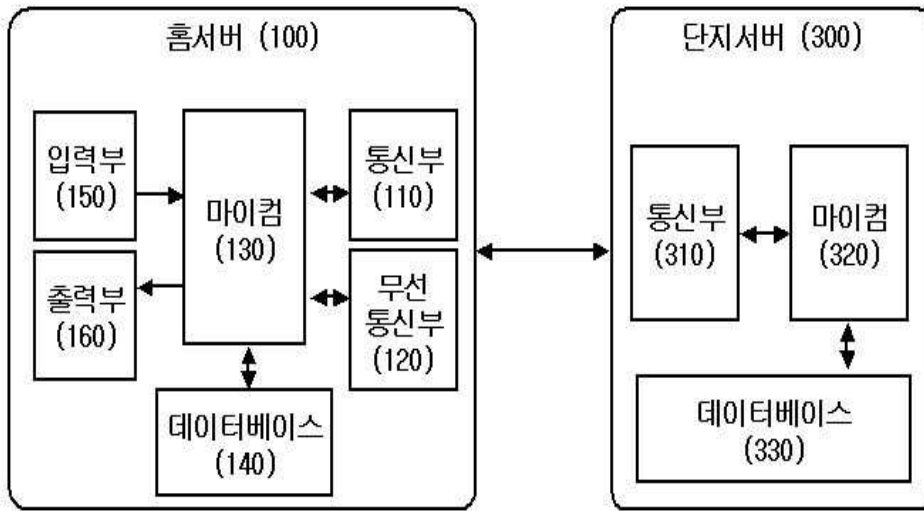 홈서버 (100)
입력부
(150)
출력부
(160)
마이컴
(130)
통신부
(110)
무선
통신부
(120)
데이터베이스
(140)
단지서버 (300)
통신부
(310)
마이컴
(320)
데이터베이스
(330)